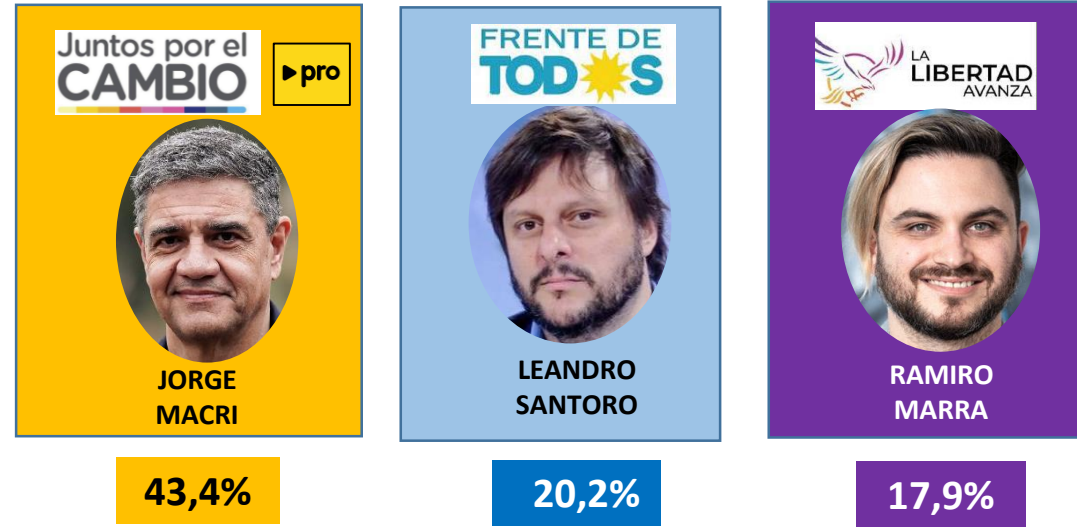 Juntos por el
CAMBIO
pro
JORGE
MACRI
43,4%
FRENTE DE
TODOS
LEANDRO
SANTORO
20,2%
LA
LIBERTAD
AVANZA
RAMIRO
MARRA
17,9%